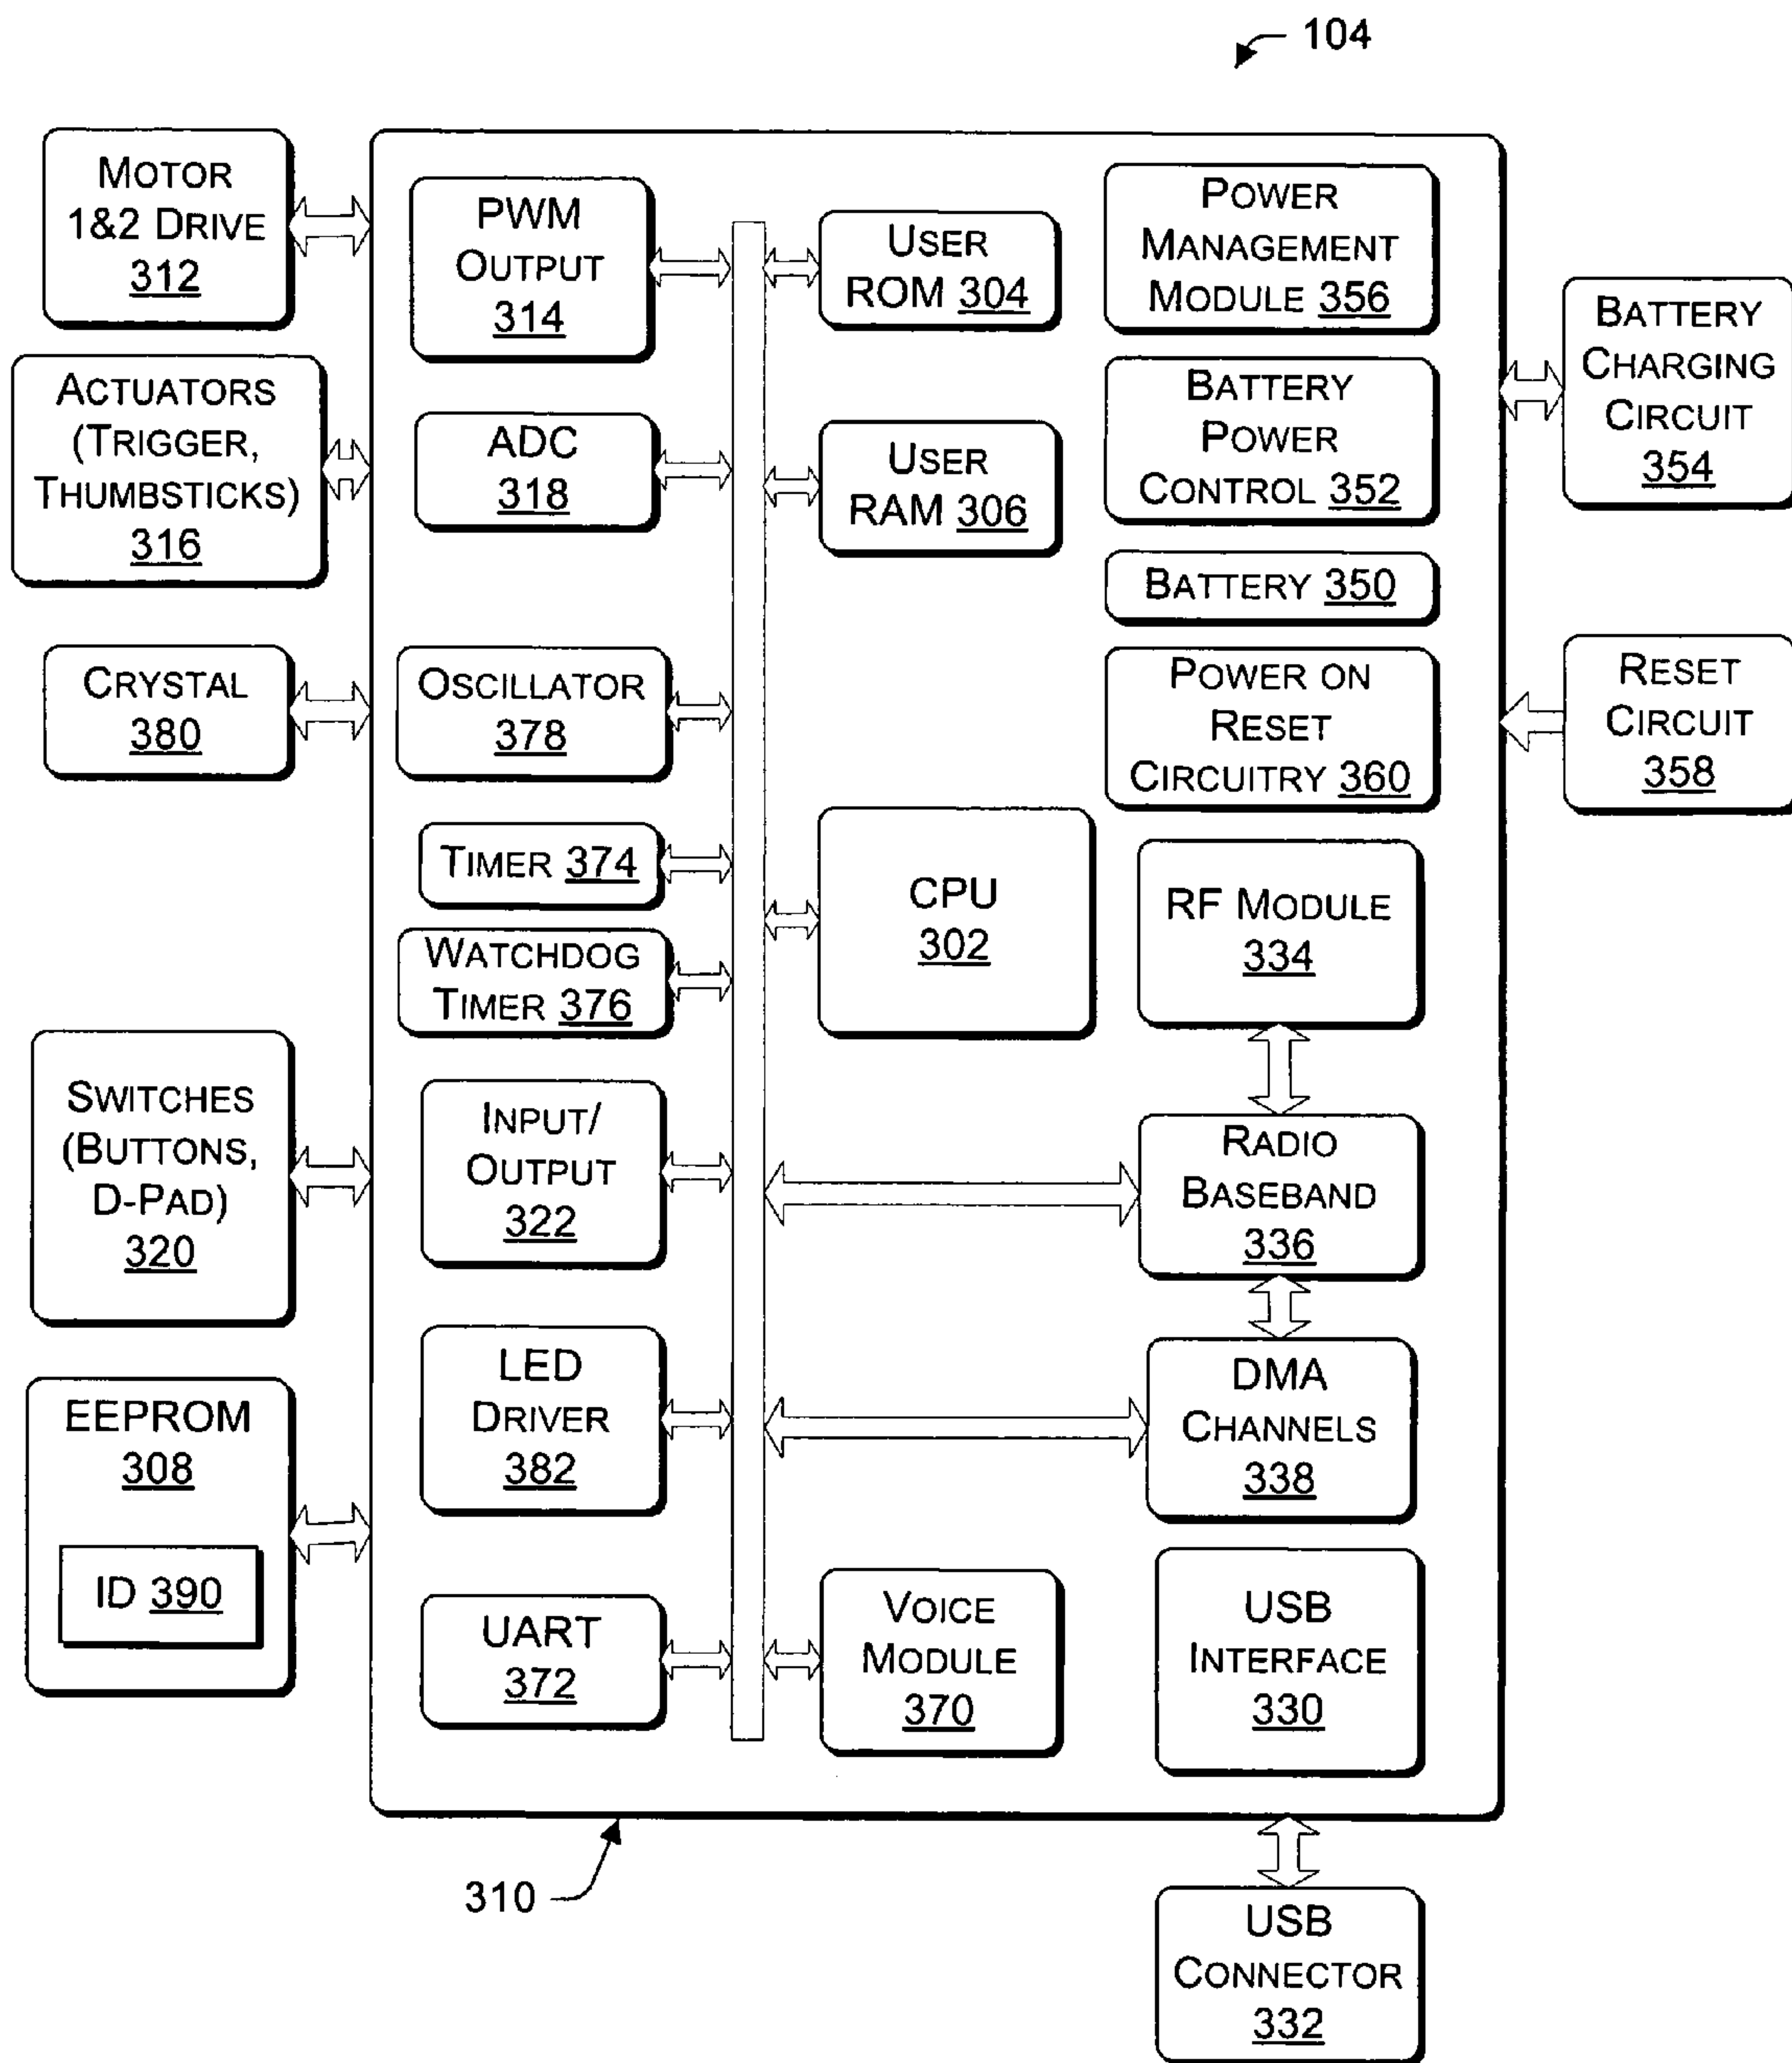 104
MOTOR
1&2 DRIVE
312
ACTUATORS
(TRIGGER,
THUMBSTICKS)
316
CRYSTAL
380
SWITCHES
(BUTTONS,
D-PAD)
320
EEPROM
308
ID 390
PWM
OUTPUT
314
ADC
318
OSCILLATOR
378
TIMER 374
WATCHDOG
TIMER 376
INPUT/
OUTPUT
322
LED
DRIVER
382
UART
372
USER
ROM 304
USER
RAM 306
CPU
302
VOICE
MODULE
370
POWER
MANAGEMENT
MODULE 356
BATTERY
POWER
CONTROL 352
BATTERY 350
POWER ON
RESET
CIRCUITRY 360
RF MODULE
334
RADIO
BASEBAND
336
DMA
CHANNELS
338
USB
INTERFACE
330
BATTERY
CHARGING
CIRCUIT
354
RESET
CIRCUIT
358
310
USB
CONNECTOR
332